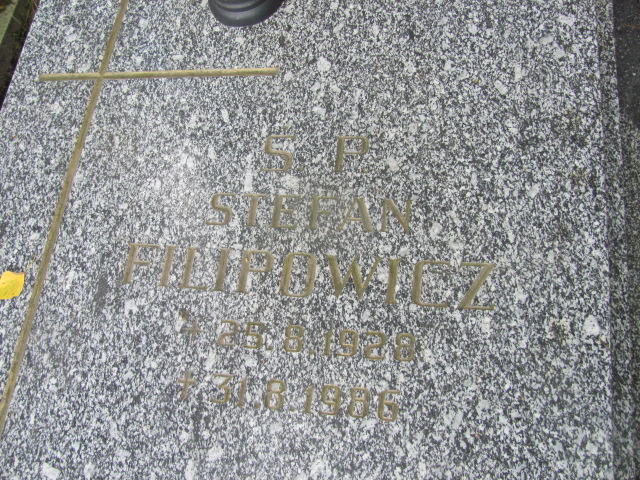 Ś P
STEFAN
FILIPOWICZ
* 25.8.1928
† 31.8.1986